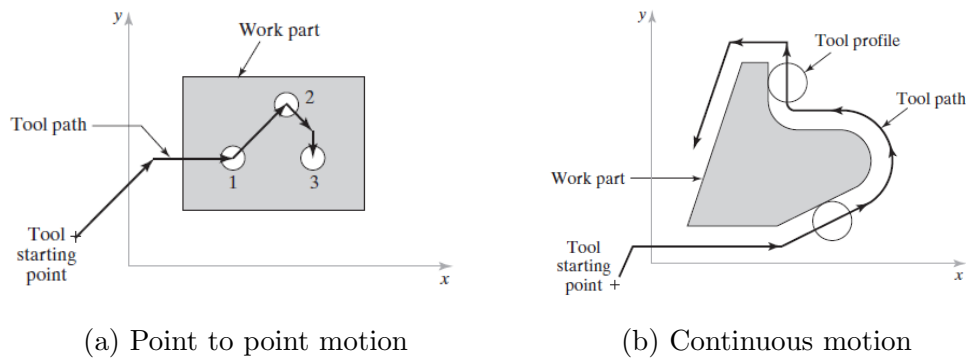 y
Work part
2
Tool path
1
3
Tool
starting
point
x
(a) Point to point motion
y
Tool profile
Tool path
Work part
Tool
starting
point
x
(b) Continuous motion